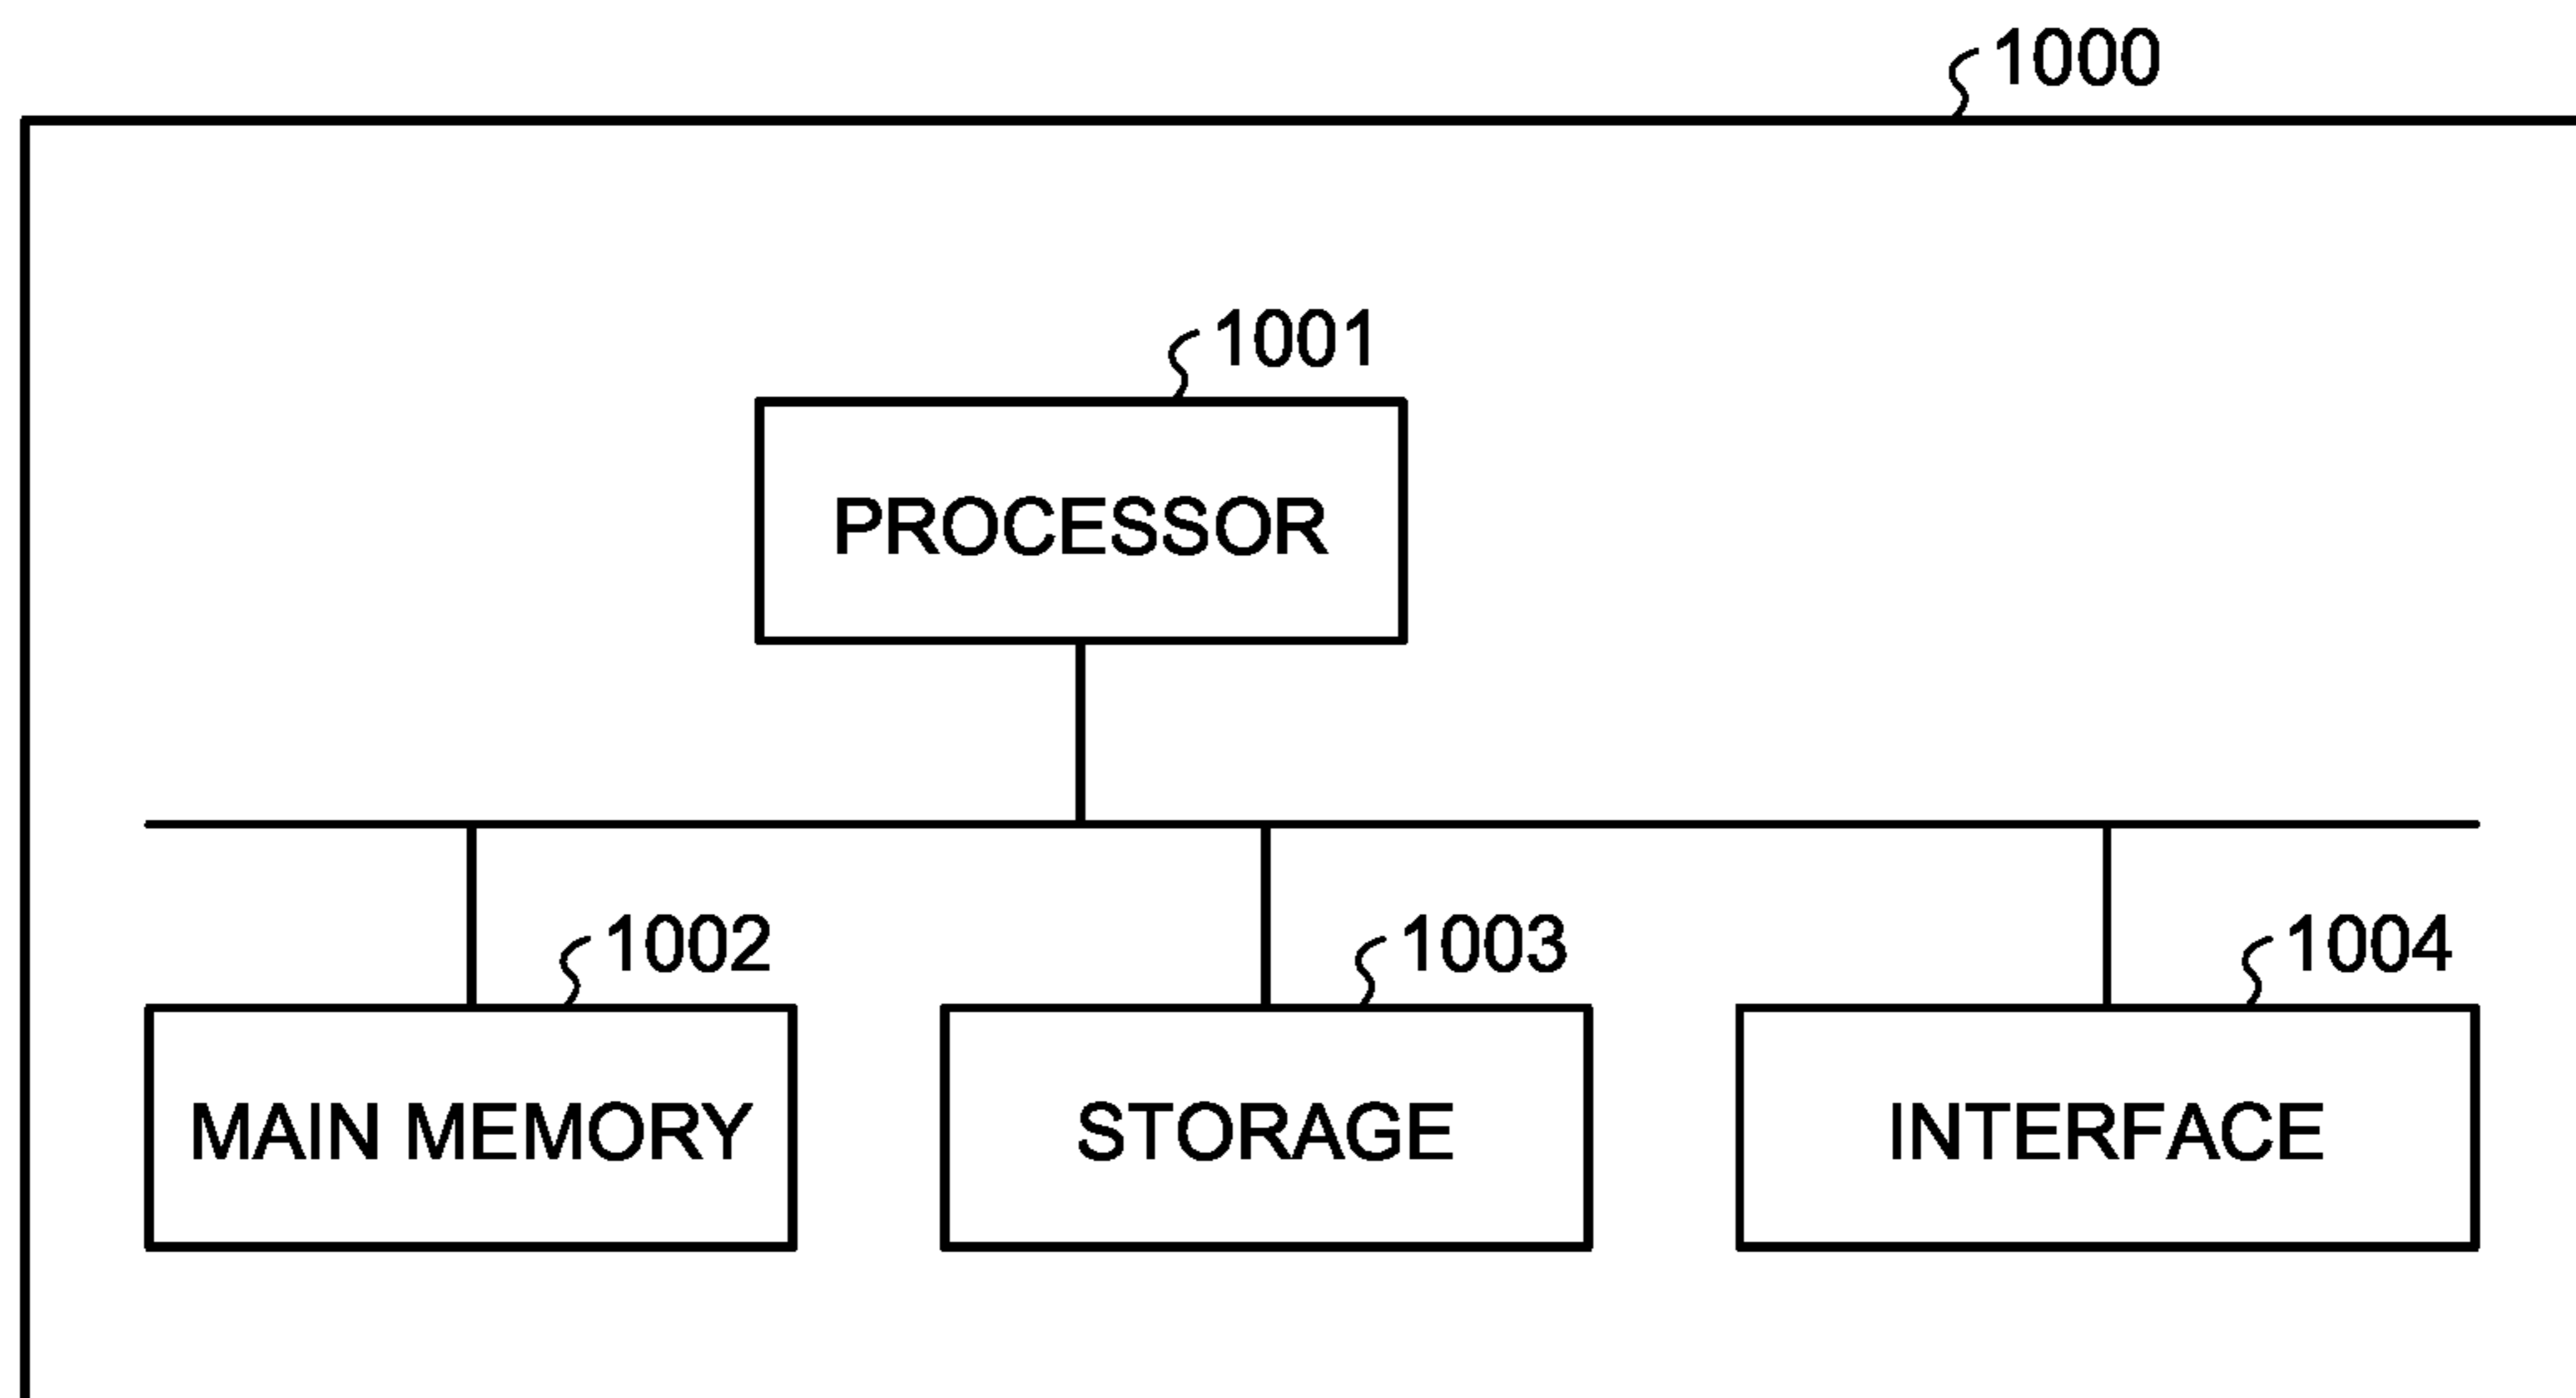 1000
1001
PROCESSOR
1002
1003
1004
MAIN MEMORY
STORAGE
INTERFACE